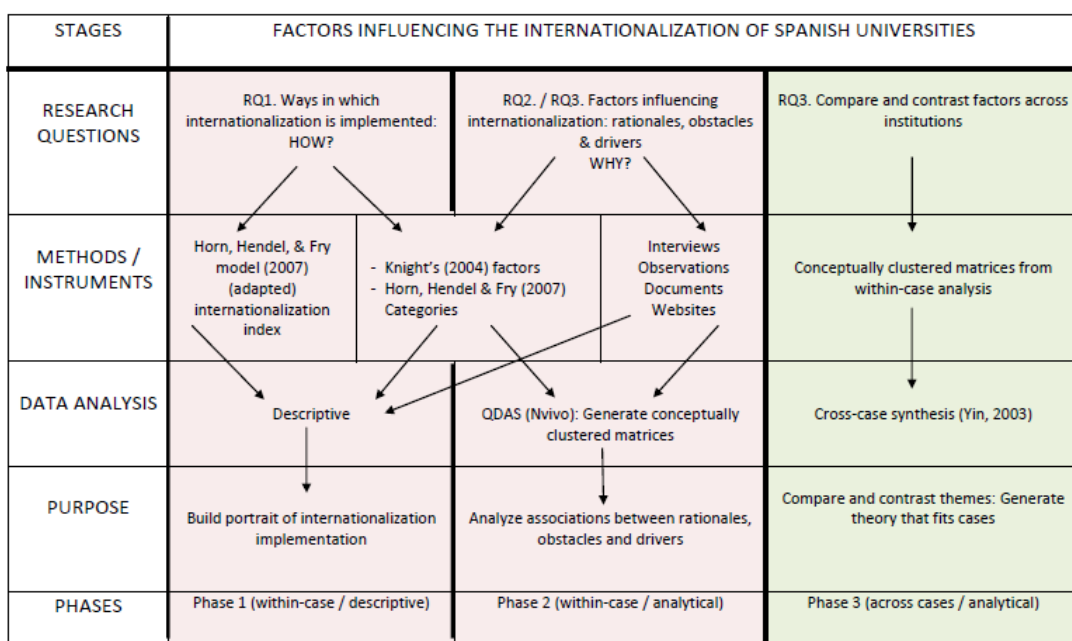 STAGES
FACTORS INFLUENCING THE INTERNATIONALIZATION OF SPANISH UNIVERSITIES
RESEARCH
QUESTIONS
RQ1. Ways in which
internationalization is implemented:
HOW?
RQ2. / RQ3. Factors influencing
internationalization: rationales, obstacles
& drivers
WHY?
RQ3. Compare and contrast factors across
institutions
METHODS /
INSTRUMENTS
Horn, Hendel, & Fry
model (2007)
(adapted)
internationalization
index
- Knight's (2004) factors
- Horn, Hendel & Fry (2007)
Categories
Interviews
Observations
Documents
Websites
Conceptually clustered matrices from
within-case analysis
DATA ANALYSIS
Descriptive
QDAS (Nvivo): Generate conceptually
clustered matrices
Cross-case synthesis (Yin, 2003)
PURPOSE
Build portrait of internationalization
implementation
Analyze associations between rationales,
obstacles and drivers
Compare and contrast themes: Generate
theory that fits cases
PHASES
Phase 1 (within-case / descriptive)
Phase 2 (within-case / analytical)
Phase 3 (across cases / analytical)